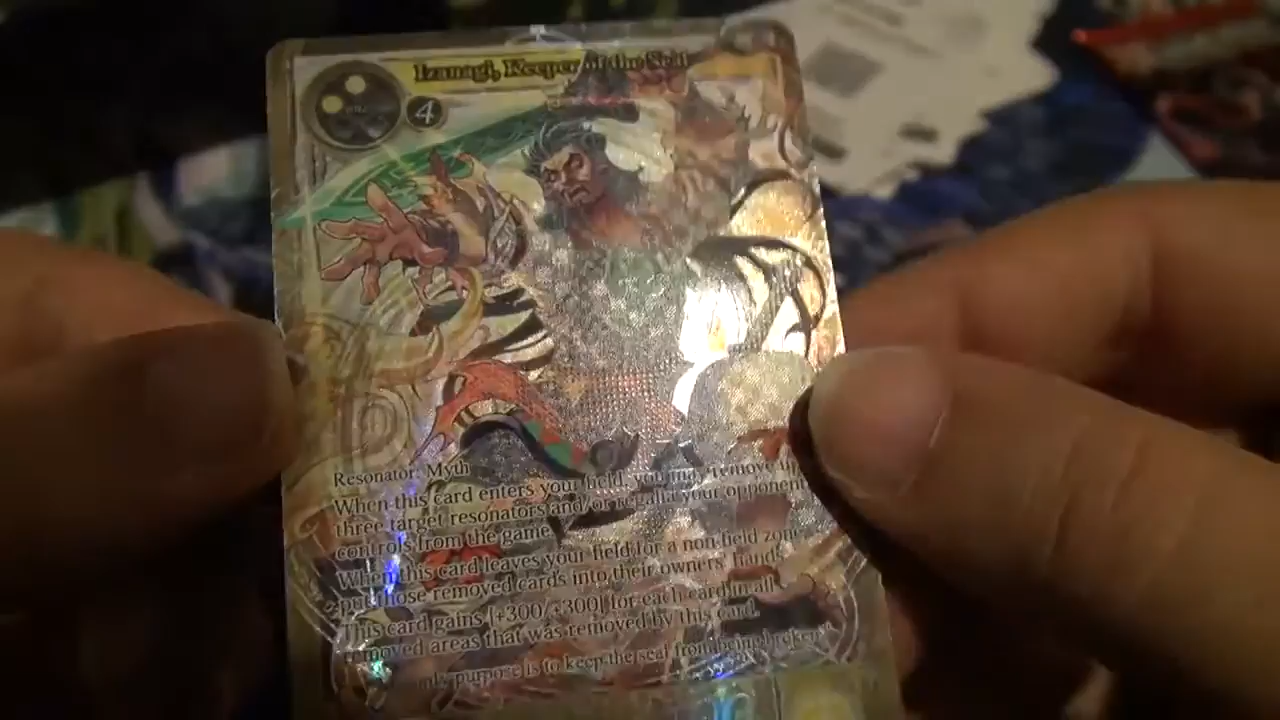 Izanagi, Keeper of the Seal
4
Resonator: Myth
When this card enters your field, you may remove up
three target resonators and/or regalia your opponent
controls from the game.
When this card leaves your field for a non-field zone,
put those removed cards into their owners' hands.
This card gains [+300/+300] for each card in all
removed areas that was removed by this card.
purpose is to keep the seal from being broken